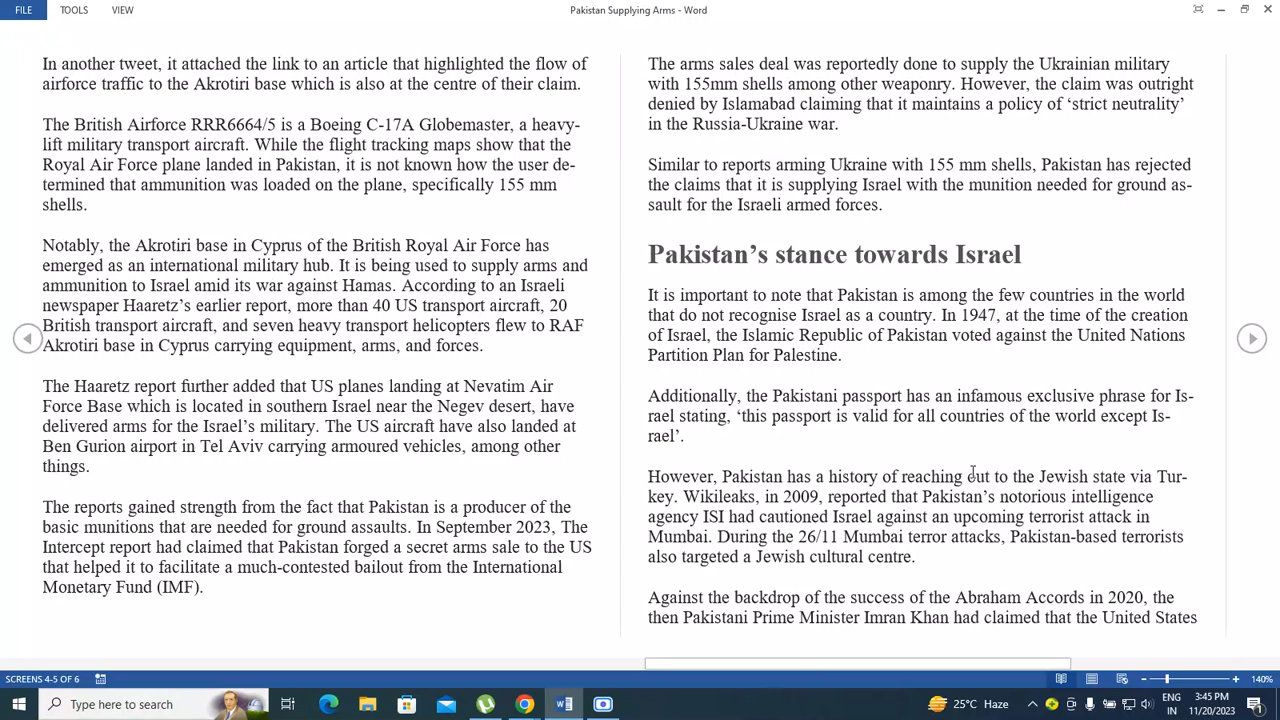 FILE
TOOLS
VIEW
Pakistan Supplying Arms - Word
In another tweet, it attached the link to an article that highlighted the flow of
airforce traffic to the Akrotiri base which is also at the centre of their claim.
The British Airforce RRR6664/5 is a Boeing C-17A Globemaster, a heavy-
lift military transport aircraft. While the flight tracking maps show that the
Royal Air Force plane landed in Pakistan, it is not known how the user de-
termined that ammunition was loaded on the plane, specifically 155 mm
shells.
Notably, the Akrotiri base in Cyprus of the British Royal Air Force has
emerged as an international military hub. It is being used to supply arms and
ammunition to Israel amid its war against Hamas. According to an Israeli
newspaper Haaretz’s earlier report, more than 40 US transport aircraft, 20
British transport aircraft, and seven heavy transport helicopters flew to RAF
Akrotiri base in Cyprus carrying equipment, arms, and forces.
The Haaretz report further added that US planes landing at Nevatim Air
Force Base which is located in southern Israel near the Negev desert, have
delivered arms for the Israel’s military. The US aircraft have also landed at
Ben Gurion airport in Tel Aviv carrying armoured vehicles, among other
things.
The reports gained strength from the fact that Pakistan is a producer of the
basic munitions that are needed for ground assaults. In September 2023, The
Intercept report had claimed that Pakistan forged a secret arms sale to the US
that helped it to facilitate a much-contested bailout from the International
Monetary Fund (IMF).
The arms sales deal was reportedly done to supply the Ukrainian military
with 155mm shells among other weaponry. However, the claim was outright
denied by Islamabad claiming that it maintains a policy of ‘strict neutrality’
in the Russia-Ukraine war.
Similar to reports arming Ukraine with 155 mm shells, Pakistan has rejected
the claims that it is supplying Israel with the munition needed for ground as-
sault for the Israeli armed forces.
Pakistan’s stance towards Israel
It is important to note that Pakistan is among the few countries in the world
that do not recognise Israel as a country. In 1947, at the time of the creation
of Israel, the Islamic Republic of Pakistan voted against the United Nations
Partition Plan for Palestine.
Additionally, the Pakistani passport has an infamous exclusive phrase for Is-
rael stating, ‘this passport is valid for all countries of the world except Is-
rael’.
However, Pakistan has a history of reaching out to the Jewish state via Tur-
key. Wikileaks, in 2009, reported that Pakistan’s notorious intelligence
agency ISI had cautioned Israel against an upcoming terrorist attack in
Mumbai. During the 26/11 Mumbai terror attacks, Pakistan-based terrorists
also targeted a Jewish cultural centre.
Against the backdrop of the success of the Abraham Accords in 2020, the
then Pakistani Prime Minister Imran Khan had claimed that the United States
SCREENS 4-5 OF 6
140%
Type here to search
25°C Haze
ENG
IN
3:45 PM
11/20/2023